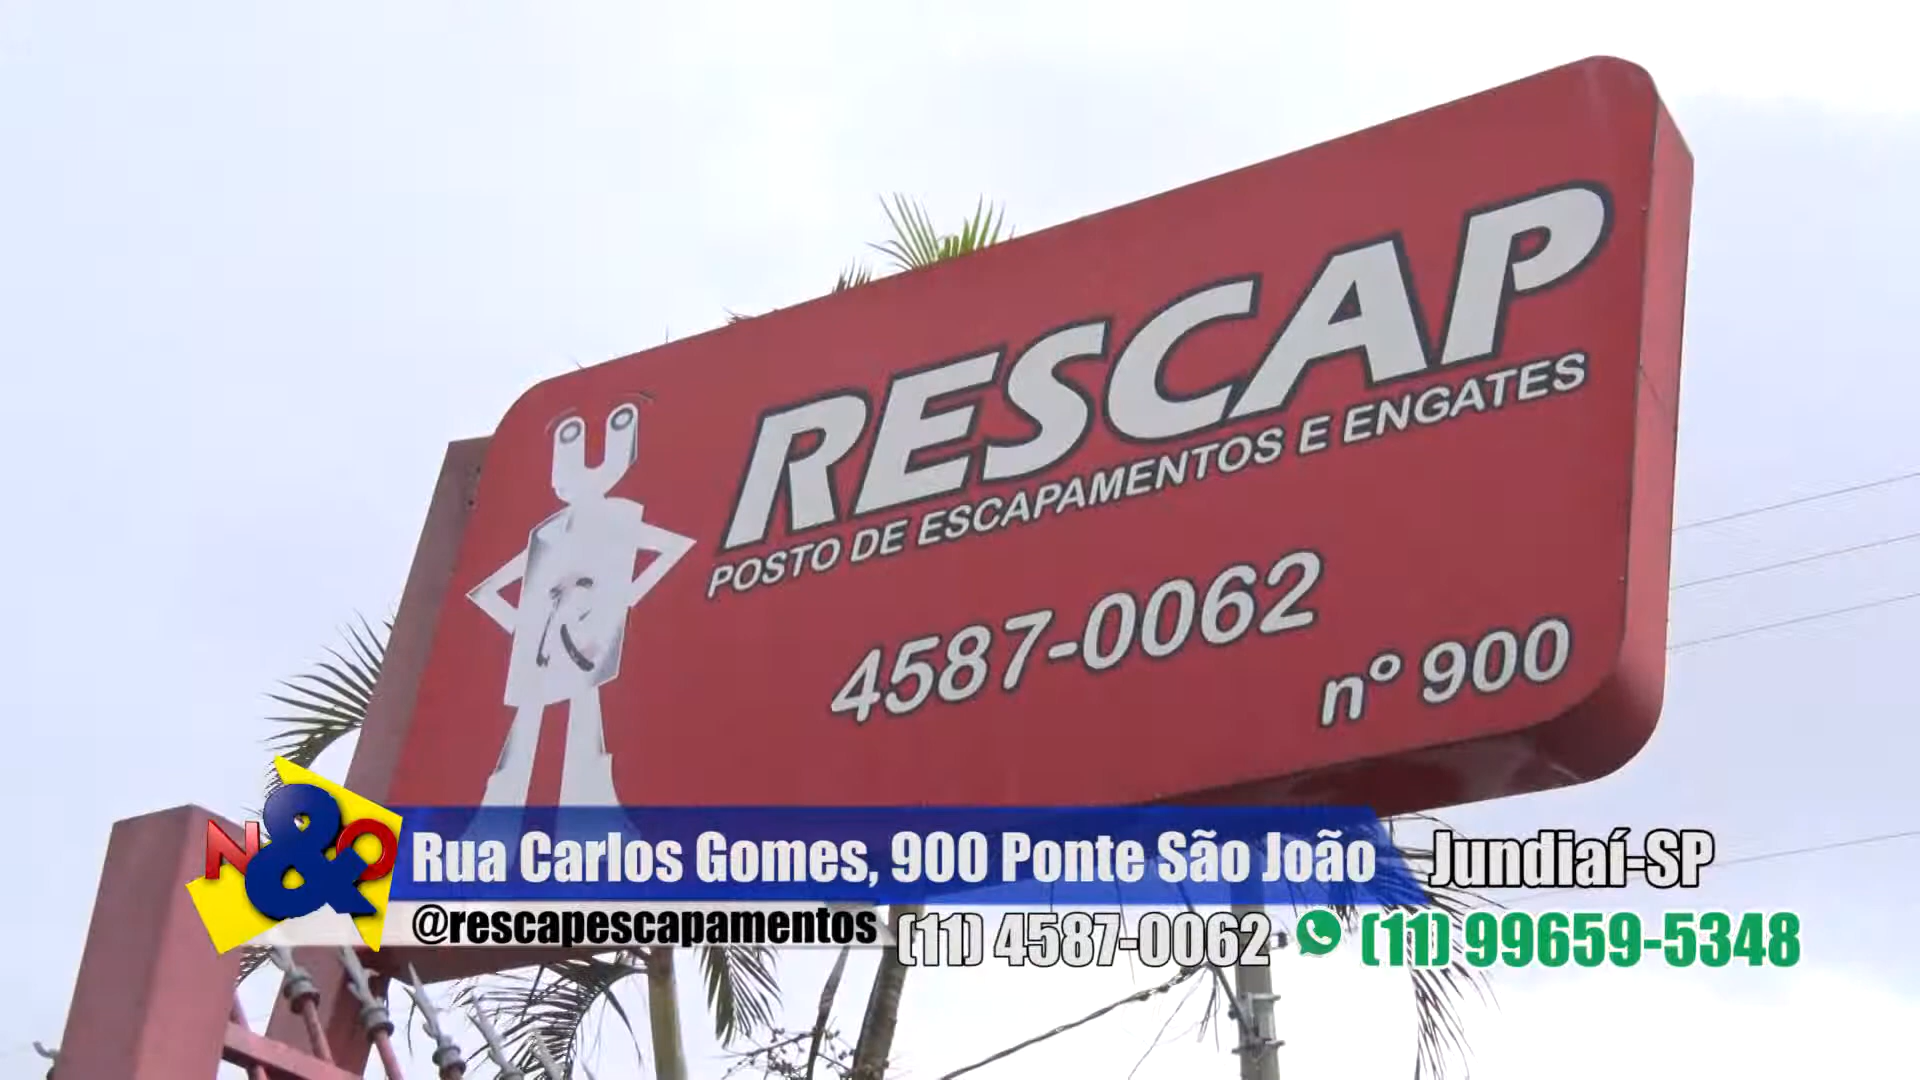 RESCAP
POSTO DE ESCAPAMENTOS E ENGATES
4587-0062
nº 900
R
N&O
Rua Carlos Gomes, 900 Ponte São João Jundiaí-SP
@rescapescapamentos (11) 4587-0062 (11) 99659-5348